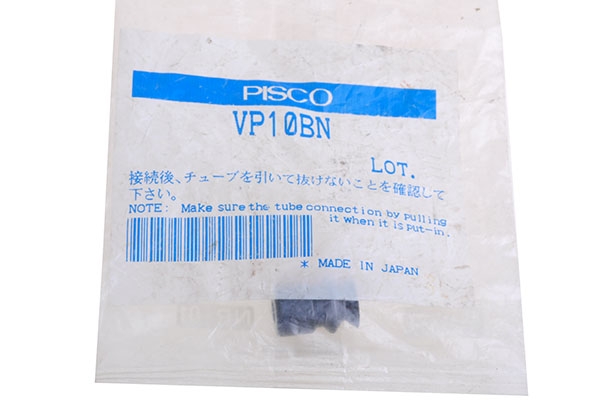 PISCO
VP10BN
LOT.
接続後、チューブを引いて抜けないことを確認して
下さい。
NOTE: Make sure the tube connection by pulling
it when it is put-in.
* MADE IN JAPAN